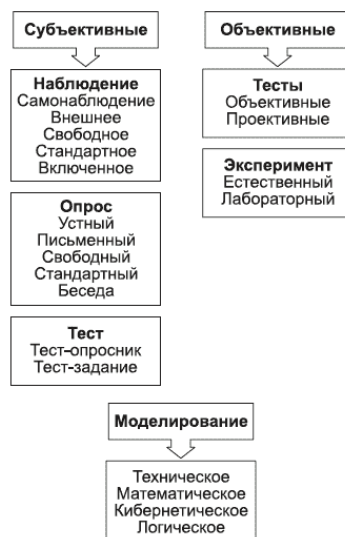 Субъективные
Наблюдение
Самонаблюдение
Внешнее
Свободное
Стандартное
Включенное
Опрос
Устный
Письменный
Свободный
Стандартный
Беседа
Тест
Тест-опросник
Тест-задание
Объективные
Тесты
Объективные
Проективные
Эксперимент
Естественный
Лабораторный
Моделирование
Техническое
Математическое
Кибернетическое
Логическое